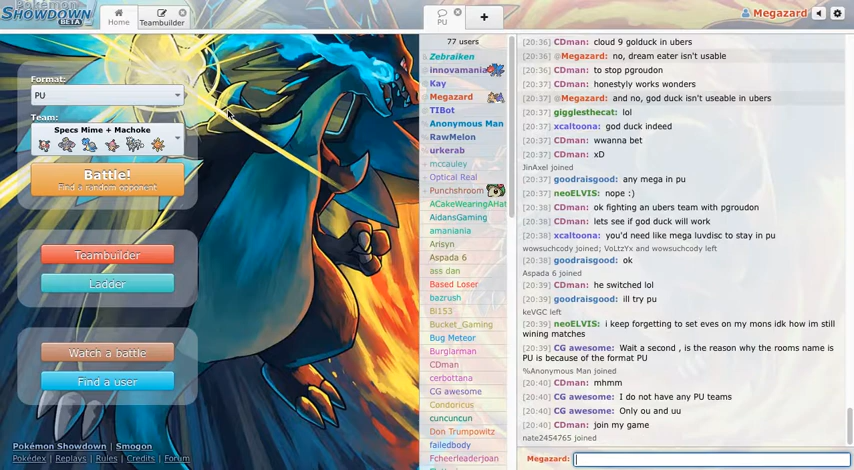 Pokémon
Showdown
BETA
Home
Teambuilder
PU
+
Megazard
Format:
PU
Team:
Specs Mime + Machoke
Battle!
Find a random opponent
Teambuilder
Ladder
Watch a battle
Find a user
Pokémon Showdown | Smogon
Pokédex | Replays | Rules | Credits | Forum
77 users
Zebraiken
innovamania
Kay
Megazard
TIBot
Anonymous Man
RawMelon
urkerab
mccauley
Optical Real
Punchshroom
ACakeWearingAHat
AidansGaming
amaniania
Arisyn
Aspada 6
ass dan
Based Loser
bazrush
Bl153
Bucket_Gaming
Bug Meteor
Burglarman
CDman
cerbottana
CG awesome
Condoricus
cuncuncun
Don Trumpowitz
failedbody
Fcheerleaderjoan
[20:36] CDman: cloud 9 golduck in ubers
[20:36] @Megazard: no, dream eater isn't usable
[20:36] CDman: to stop pgroudon
[20:37] CDman: honestyly works wonders
[20:37] @Megazard: and no, god duck isn't useable in ubers
[20:37] gigglesthecat: lol
[20:37] xcaltoona: god duck indeed
[20:37] CDman: wwanna bet
[20:37] CDman: xD
JinAxel joined
[20:37] goodraisgood: any mega in pu
[20:37] neoELVIS: nope :)
[20:38] CDman: ok fighting an ubers team with pgroudon
[20:38] CDman: lets see if god duck will work
[20:38] xcaltoona: you'd need like mega luvdisc to stay in pu
wowsuchcody joined; VoLtzYx and wowsuchcody left
[20:38] goodraisgood: ok
Aspada 6 joined
[20:39] CDman: he switched lol
[20:39] goodraisgood: ill try pu
keVGC left
[20:39] neoELVIS: i keep forgetting to set eves on my mons idk how im still
wining matches
[20:39] CG awesome: Wait a second , is the reason why the rooms name is
PU is because of the format PU
%Anonymous Man joined
[20:40] CDman: mhmm
[20:40] CG awesome: I do not have any PU teams
[20:40] CG awesome: Only ou and uu
[20:40] CDman: join my game
nate2454765 joined
Megazard: